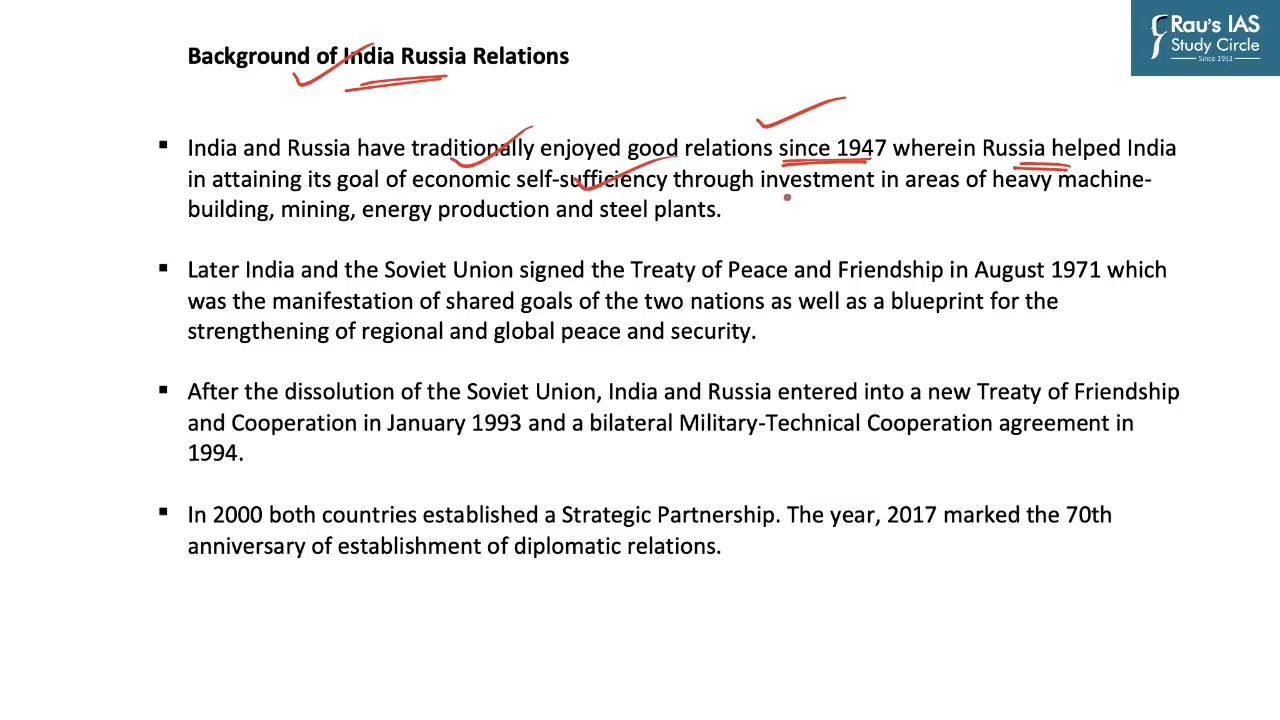 Rau's IAS
Study Circle
Since 1953
Background of India Russia Relations
▪ India and Russia have traditionally enjoyed good relations since 1947 wherein Russia helped India
in attaining its goal of economic self-sufficiency through investment in areas of heavy machine-
building, mining, energy production and steel plants.
▪ Later India and the Soviet Union signed the Treaty of Peace and Friendship in August 1971 which
was the manifestation of shared goals of the two nations as well as a blueprint for the
strengthening of regional and global peace and security.
▪ After the dissolution of the Soviet Union, India and Russia entered into a new Treaty of Friendship
and Cooperation in January 1993 and a bilateral Military-Technical Cooperation agreement in
1994.
▪ In 2000 both countries established a Strategic Partnership. The year, 2017 marked the 70th
anniversary of establishment of diplomatic relations.